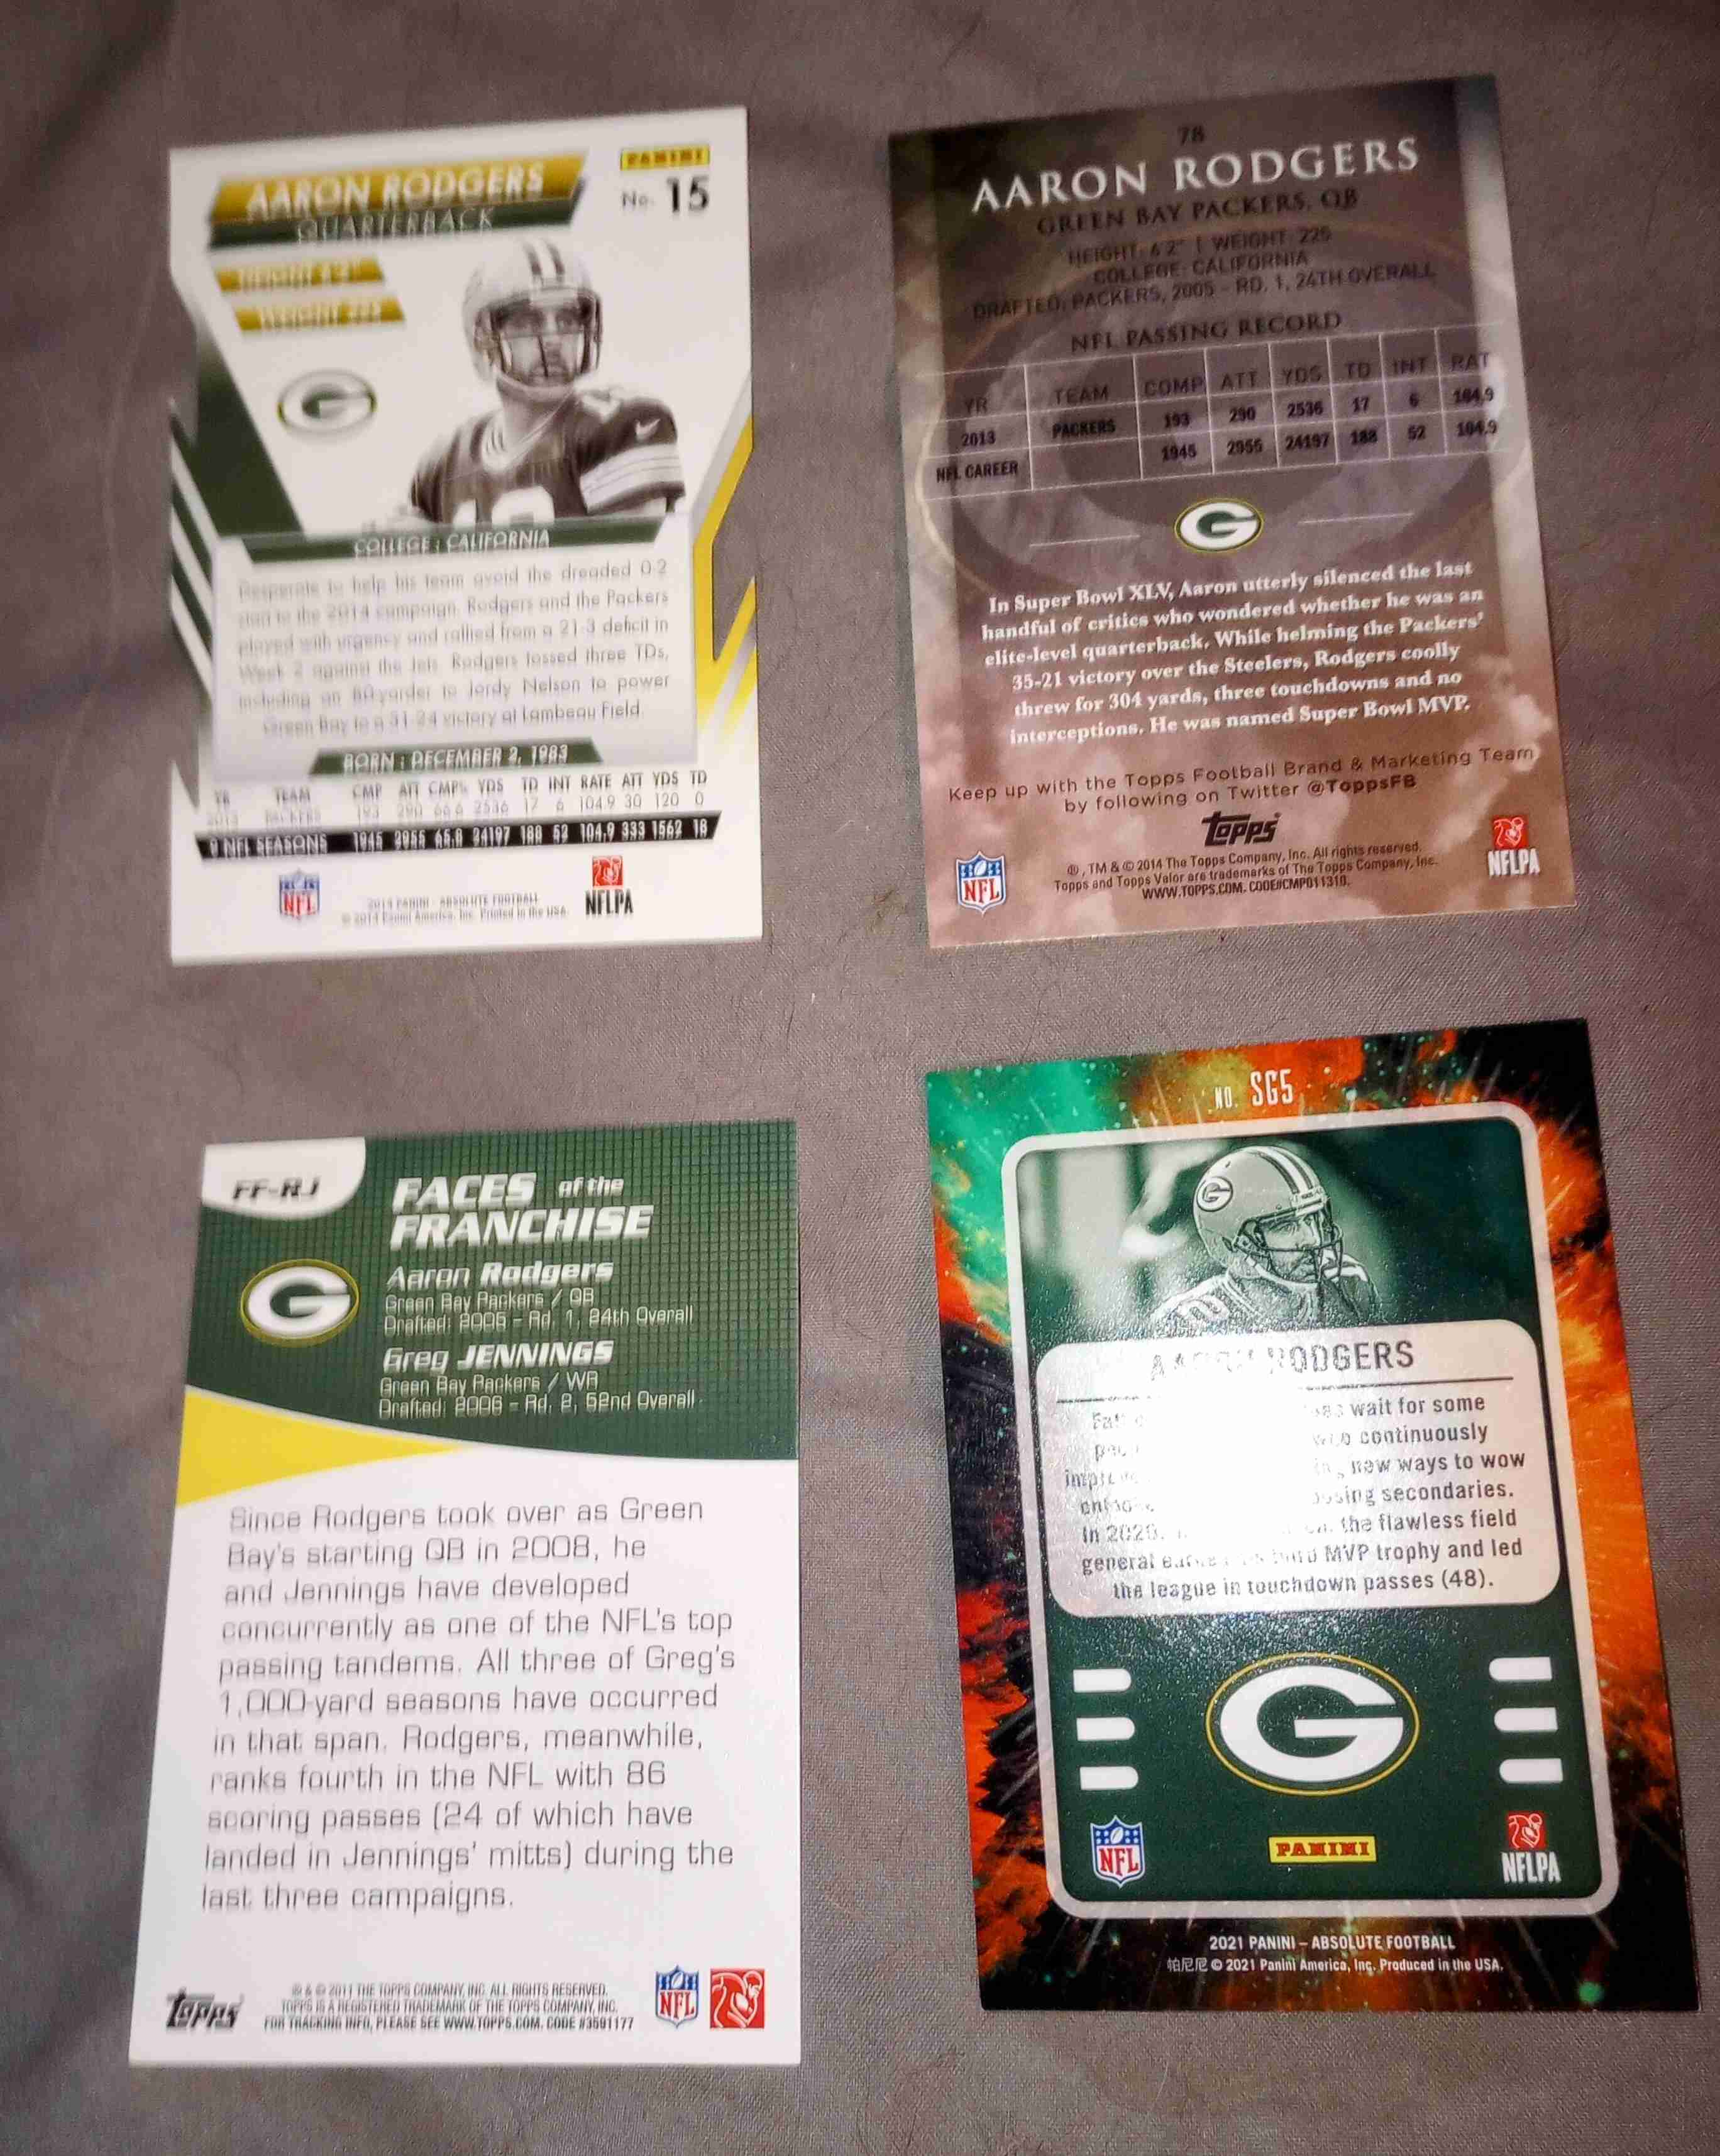 AARON RODGERS
QUARTERBACK
PANINI
No. 15
HEIGHT 6'2"
WEIGHT 225
COLLEGE : CALIFORNIA
Desperate to help his team avoid the dreaded 0-2
start to the 2014 campaign, Rodgers and the Packers
played with urgency and rallied from a 21-3 deficit in
Week 2 against the Jets. Rodgers tossed three TDs,
including an 80-yarder to Jordy Nelson to power
Green Bay to a 31-24 victory at Lambeau Field.
BORN : DECEMBER 2, 1983
YR TEAM CMP ATT CMP% YDS TD INT RATE ATT YDS TD
2013 PACKERS 193 290 66.6 2536 17 6 104.9 30 120 0
9 NFL SEASONS 1945 2955 65.8 24197 188 52 104.9 333 1562 18
NFL
2014 PANINI - ABSOLUTE FOOTBALL
© 2014 Panini America, Inc. Printed in the USA.
NFLPA
78
AARON RODGERS
GREEN BAY PACKERS, QB
HEIGHT: 6'2" | WEIGHT: 225
COLLEGE: CALIFORNIA
DRAFTED: PACKERS, 2005 - RD. 1, 24TH OVERALL
NFL PASSING RECORD
YR TEAM COMP ATT YDS TD INT RAT
2013 PACKERS 193 290 2536 17 6 104.9
NFL CAREER 1945 2955 24197 188 52 104.9
G
In Super Bowl XLV, Aaron utterly silenced the last
handful of critics who wondered whether he was an
elite-level quarterback. While helming the Packers'
35-21 victory over the Steelers, Rodgers coolly
threw for 304 yards, three touchdowns and no
interceptions. He was named Super Bowl MVP.
Keep up with the Topps Football Brand & Marketing Team
by following on Twitter @ToppsFB
Topps
NFL
®, TM & © 2014 The Topps Company, Inc. All rights reserved.
Topps and Topps Valor are trademarks of The Topps Company, Inc.
WWW.TOPPS.COM. CODE#CMP011310.
NFLPA
FF-RJ
FACES of the
FRANCHISE
G
Aaron Rodgers
Green Bay Packers / QB
Drafted: 2005 - Rd. 1, 24th Overall
Greg JENNINGS
Green Bay Packers / WR
Drafted: 2006 - Rd. 2, 52nd Overall
Since Rodgers took over as Green
Bay's starting QB in 2008, he
and Jennings have developed
concurrently as one of the NFL's top
passing tandems. All three of Greg's
1,000-yard seasons have occurred
in that span. Rodgers, meanwhile,
ranks fourth in the NFL with 86
scoring passes (24 of which have
landed in Jennings' mitts) during the
last three campaigns.
Topps
® & © 2011 THE TOPPS COMPANY, INC. ALL RIGHTS RESERVED.
TOPPS IS A REGISTERED TRADEMARK OF THE TOPPS COMPANY, INC.
FOR TRACKING INFO, PLEASE SEE WWW.TOPPS.COM. CODE #3591177
NFL
NO. SG5
AARON RODGERS
wait for some
continuously
new ways to wow
secondaries.
In 2020, the flawless field
general MVP trophy and led
the league in touchdown passes (48).
G
NFL
PANINI
NFLPA
2021 PANINI – ABSOLUTE FOOTBALL
帕尼尼 © 2021 Panini America, Inc. Produced in the USA.